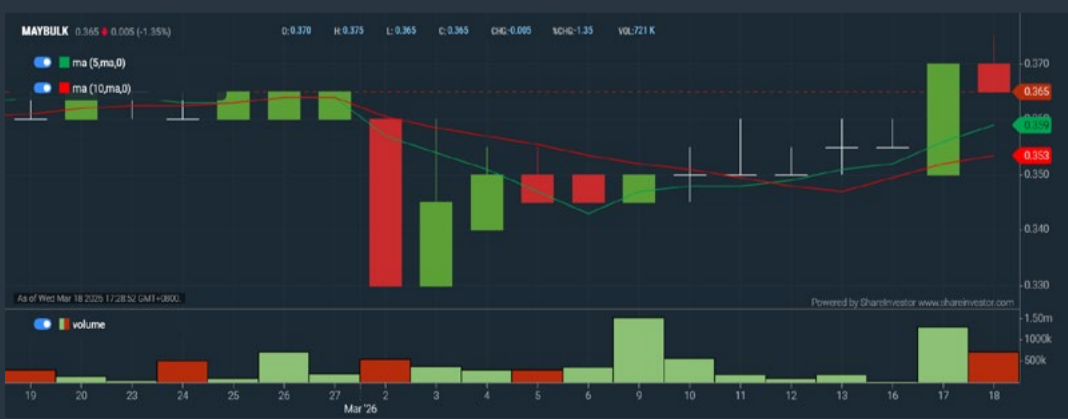 MAYBULK 0.365 0.005 (-1.35%) O: 0.370 H: 0.375 L: 0.365 C: 0.365 CHG:-0.005 %CHG:-1.35 VOL:721 K
ma (5,ma,0)
ma (10,ma,0)
0.370
0.365
0.359
0.353
0.350
0.340
0.330
As of Wed Mar 18 2026 17:28:52 GMT+0800.
Powered by ShareInvestor www.shareinvestor.com
volume
1.50m
1000k
500k
19 20 23 24 25 26 27 2 3 4 5 6 9 10 11 12 13 16 17 18
Mar '26